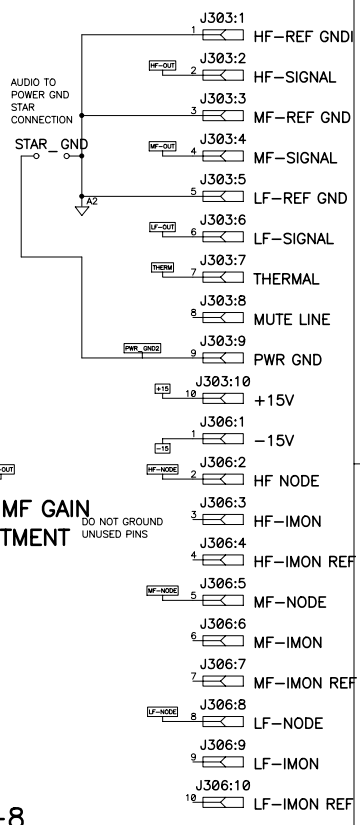 J303:1
1 HF-REF GNDI
J303:2
HF-OUT 2 HF-SIGNAL
AUDIO TO
POWER GND
STAR
CONNECTION
J303:3
3 MF-REF GND
STAR_GND
J303:4
MF-OUT 4 MF-SIGNAL
J303:5
5 LF-REF GND
A2
J303:6
LF-OUT 6 LF-SIGNAL
J303:7
THERM 7 THERMAL
J303:8
8 MUTE LINE
J303:9
PWR_GND2 9 PWR GND
J303:10
+15 10 +15V
J306:1
1 -15V
-15
J306:2
-OUT HF-NODE 2 HF NODE
MF GAIN
TMENT
DO NOT GROUND
UNUSED PINS
J306:3
3 HF-IMON
J306:4
4 HF-IMON REF
J306:5
MF-NODE 5 MF-NODE
J306:6
6 MF-IMON
J306:7
7 MF-IMON REF
J306:8
LF-NODE 8 LF-NODE
J306:9
9 LF-IMON
J306:10
10 LF-IMON REF
-8